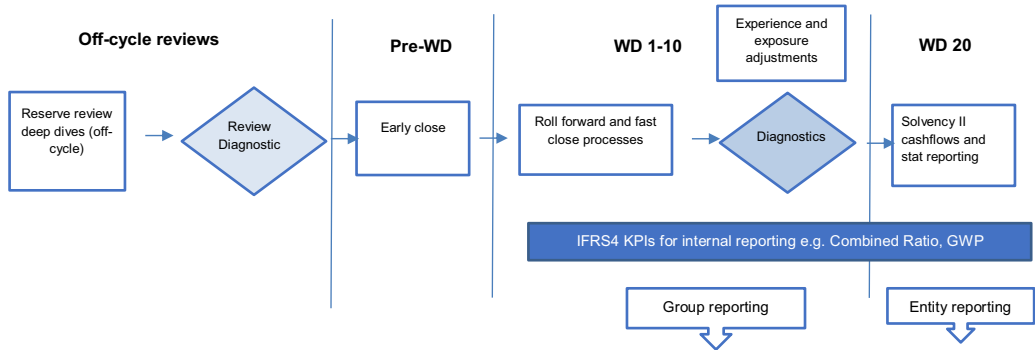 Off-cycle reviews
Pre-WD
WD 1-10
Experience and
exposure
adjustments
WD 20
Reserve review
deep dives (off-
cycle)
Review
Diagnostic
Early close
Roll forward and fast
close processes
Diagnostics
Solvency II
cashflows and
stat reporting
IFRS4 KPIs for internal reporting e.g. Combined Ratio, GWP
Group reporting
Entity reporting